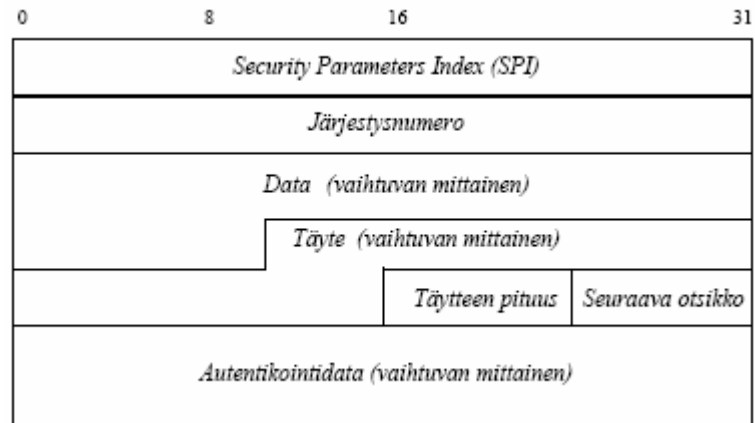 0 8 16 31
Security Parameters Index (SPI)
Järjestysnumero
Data (vaihtuvan mittainen)
Täyte (vaihtuvan mittainen)
Täytteen pituus Seuraava otsikko
Autentikointidata (vaihtuvan mittainen)